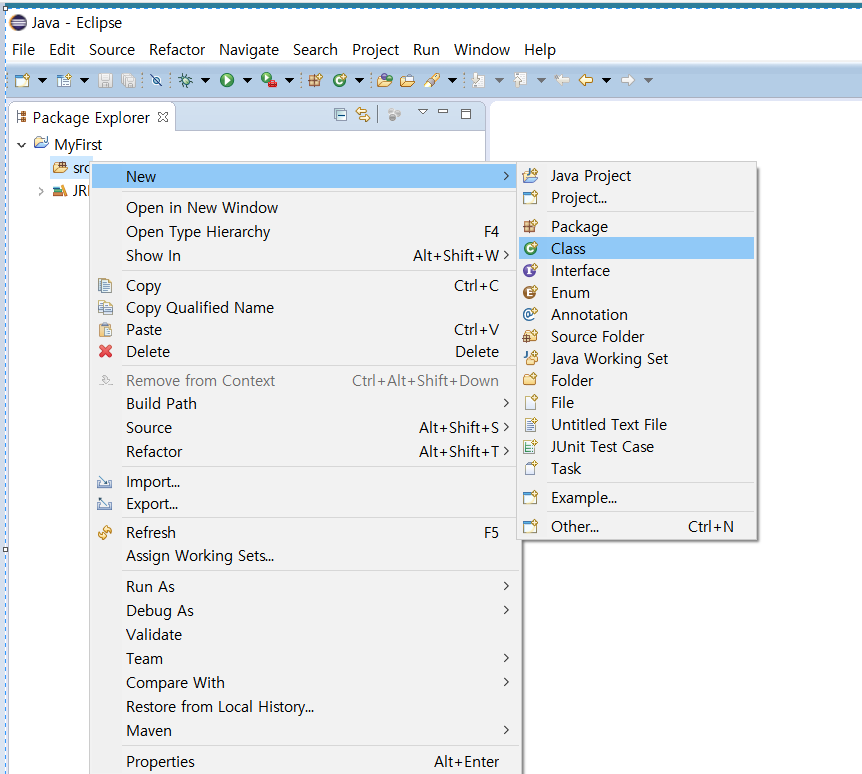 Java - Eclipse
File Edit Source Refactor Navigate Search Project Run Window Help
Package Explorer
MyFirst
src
JRE
New
Open in New Window
Open Type Hierarchy F4
Show In Alt+Shift+W
Copy Ctrl+C
Copy Qualified Name
Paste Ctrl+V
Delete Delete
Remove from Context Ctrl+Alt+Shift+Down
Build Path
Source Alt+Shift+S
Refactor Alt+Shift+T
Import...
Export...
Refresh F5
Assign Working Sets...
Run As
Debug As
Validate
Team
Compare With
Restore from Local History...
Maven
Properties Alt+Enter
Java Project
Project...
Package
Class
Interface
Enum
Annotation
Source Folder
Java Working Set
Folder
File
Untitled Text File
JUnit Test Case
Task
Example...
Other... Ctrl+N